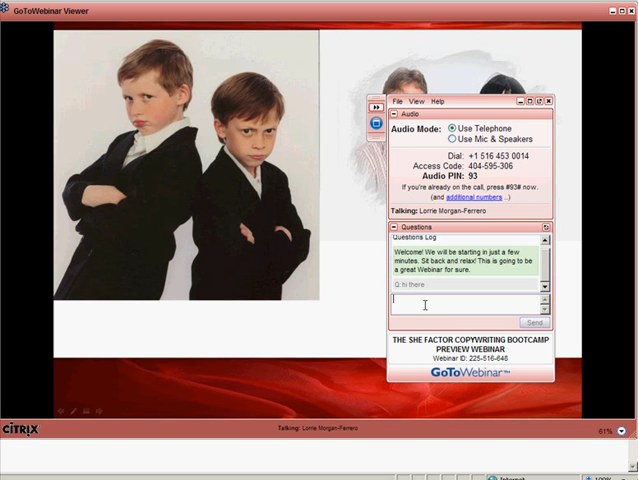 GoToWebinar Viewer
File View Help
Audio
Audio Mode: Use Telephone
Use Mic & Speakers
Dial: +1 516 453 0014
Access Code: 404-595-306
Audio PIN: 93
If you're already on the call, press #93# now.
(and additional numbers ..)
Talking: Lorrie Morgan-Ferrero
Questions
Questions Log
Welcome! We will be starting in just a few
minutes. Sit back and relax! This is going to be
a great Webinar for sure.
Q: hi there
Send
THE SHE FACTOR COPYWRITING BOOTCAMP
PREVIEW WEBINAR
Webinar ID: 225-516-648
GoToWebinar™
CITRIX
Talking: Lorrie Morgan-Ferrero
61%
Internet
100%